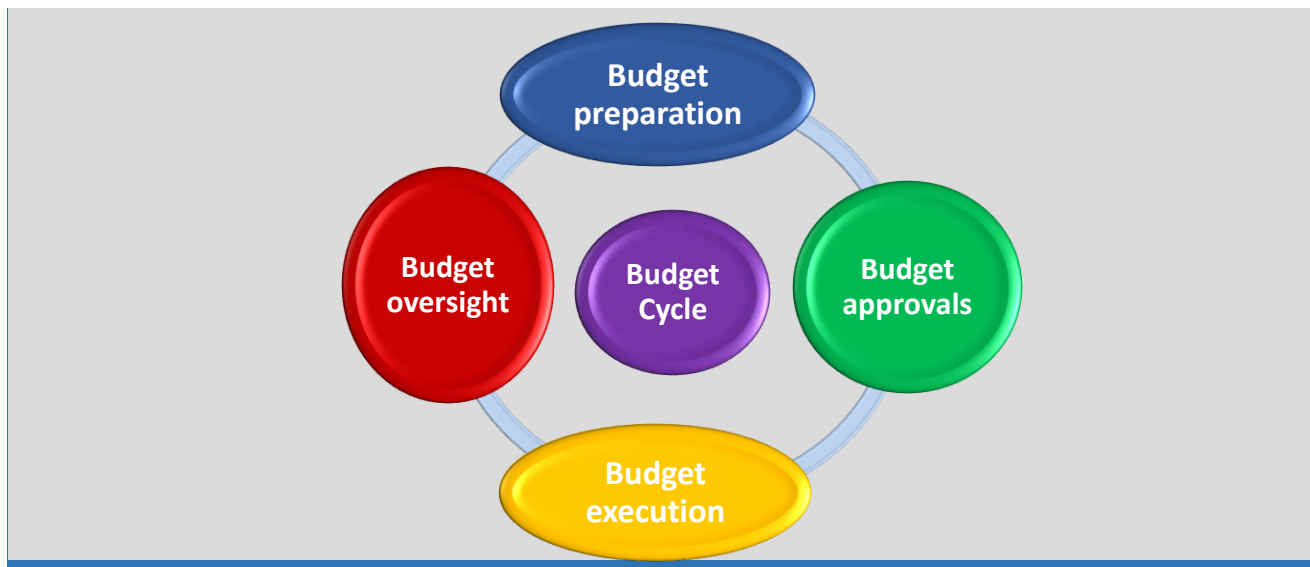 Budget
preparation
Budget
oversight
Budget
Cycle
Budget
approvals
Budget
execution